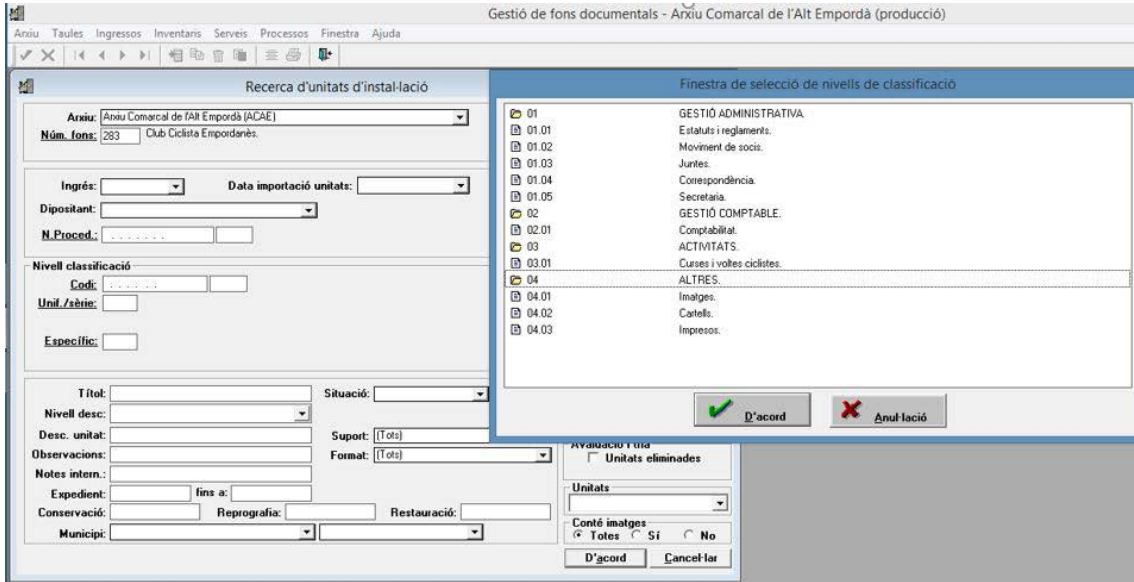 Gestió de fons documentals - Arxiu Comarcal de l'Alt Empordà (producció)
Arxiu Taules Ingressos Inventaris Serveis Processos Finestra Ajuda
Recerca d'unitats d'instal·lació
Arxiu: Arxiu Comarcal de l'Alt Empordà (ACAE)
Núm. fons: 283 Club Ciclista Empordanès.
Ingrés: Data importació unitats:
Dipositant:
N.Proced.: . . . . . . .
Nivell classificació
Codi: . . . . . .
Unif./sèrie:
Específic:
Títol: Situació:
Nivell desc:
Desc. unitat: Suport: (Tots)
Observacions: Format: (Tots)
Notes intern.:
Expedient: fins a:
Conservació: Reprografia: Restauració:
Municipi:
Avaluació i tria
Unitats eliminades
Unitats
Conté imatges
Totes Sí No
D'acord Cancel·lar
Finestra de selecció de nivells de classificació
01 GESTIÓ ADMINISTRATIVA
01.01 Estatuts i reglaments.
01.02 Moviment de socis.
01.03 Juntes.
01.04 Correspondència.
01.05 Secretaria.
02 GESTIÓ COMPTABLE.
02.01 Comptabilitat.
03 ACTIVITATS.
03.01 Curses i voltes ciclistes.
04 ALTRES.
04.01 Imatges.
04.02 Cartells.
04.03 Impresos.
D'acord Anul·lació